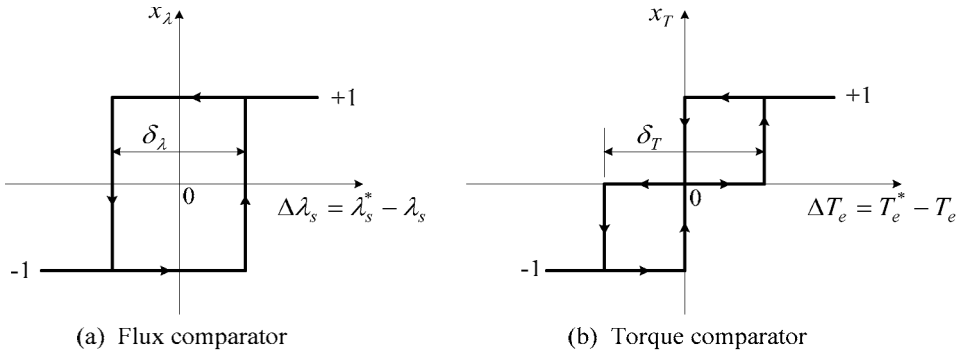 x_λ
+1
δ_λ
0
Δλ_s = λ_s^* − λ_s
-1
(a) Flux comparator
x_T
+1
δ_T
0
ΔT_e = T_e^* − T_e
-1
(b) Torque comparator